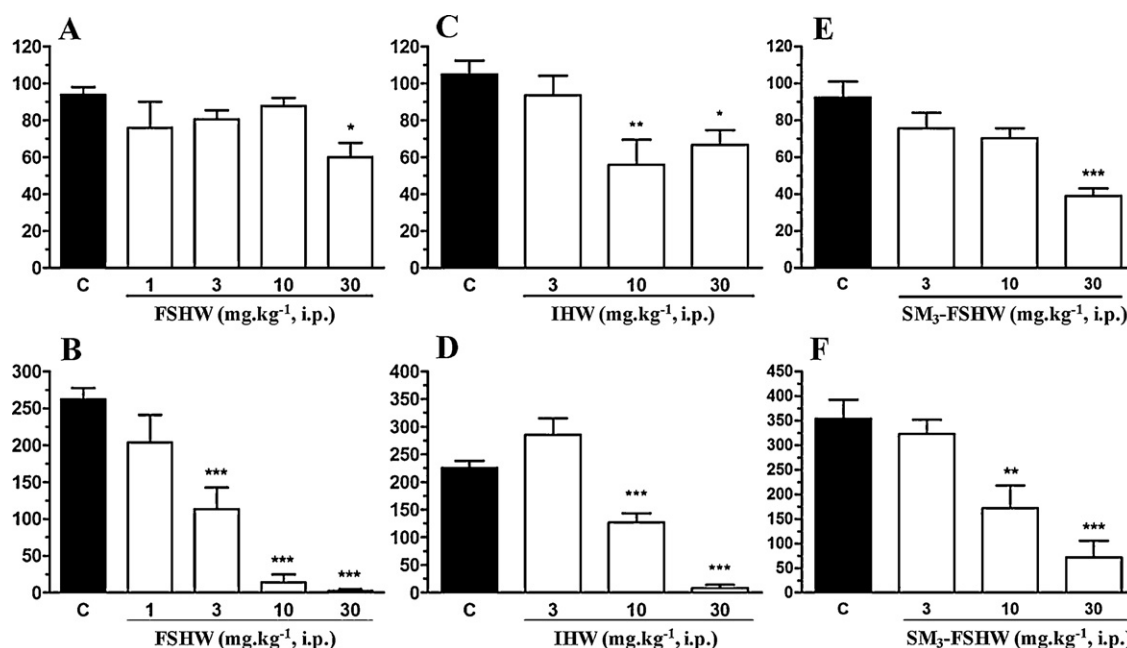 A
120
100
80
60
40
20
0
*
C 1 3 10 30
FSHW (mg.kg⁻¹, i.p.)
C
120
100
80
60
40
20
0
** *
C 3 10 30
IHW (mg.kg⁻¹, i.p.)
E
120
100
80
60
40
20
0
***
C 3 10 30
SM₃-FSHW (mg.kg⁻¹, i.p.)
B
300
250
200
150
100
50
0
*** *** ***
C 1 3 10 30
FSHW (mg.kg⁻¹, i.p.)
D
400
350
300
250
200
150
100
50
0
*** ***
C 3 10 30
IHW (mg.kg⁻¹, i.p.)
F
450
400
350
300
250
200
150
100
50
0
** ***
C 3 10 30
SM₃-FSHW (mg.kg⁻¹, i.p.)